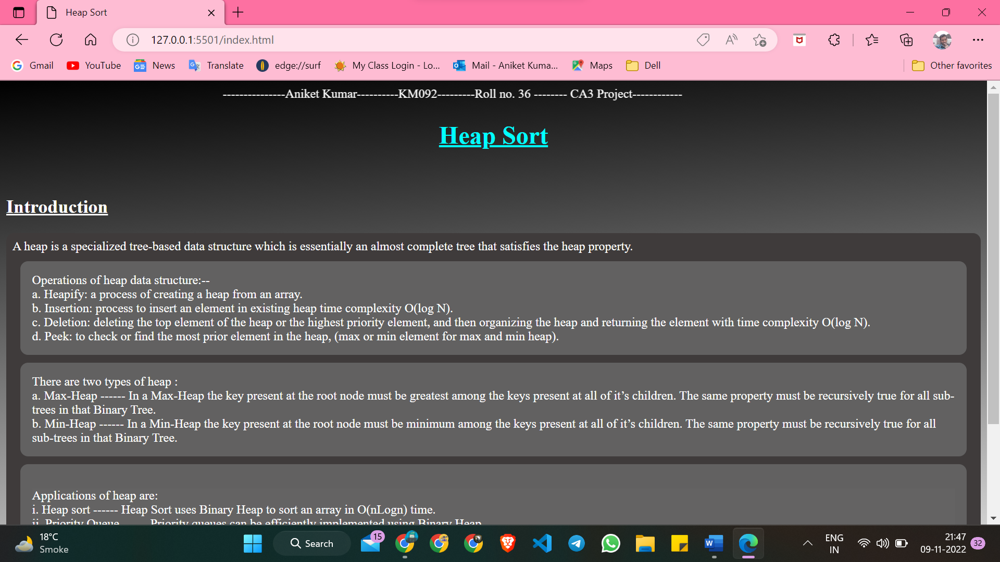 Heap Sort
127.0.0.1:5501/index.html
Gmail
YouTube
News
Translate
edge://surf
My Class Login - Lo...
Mail - Aniket Kuma...
Maps
Dell
Other favorites
---------------Aniket Kumar----------KM092---------Roll no. 36 -------- CA3 Project------------
Heap Sort
Introduction
A heap is a specialized tree-based data structure which is essentially an almost complete tree that satisfies the heap property.
Operations of heap data structure:--
a. Heapify: a process of creating a heap from an array.
b. Insertion: process to insert an element in existing heap time complexity O(log N).
c. Deletion: deleting the top element of the heap or the highest priority element, and then organizing the heap and returning the element with time complexity O(log N).
d. Peek: to check or find the most prior element in the heap, (max or min element for max and min heap).
There are two types of heap :
a. Max-Heap ------ In a Max-Heap the key present at the root node must be greatest among the keys present at all of it’s children. The same property must be recursively true for all sub-
trees in that Binary Tree.
b. Min-Heap ------ In a Min-Heap the key present at the root node must be minimum among the keys present at all of it’s children. The same property must be recursively true for all
sub-trees in that Binary Tree.
Applications of heap are:
i. Heap sort ------ Heap Sort uses Binary Heap to sort an array in O(nLogn) time.
ii. Priority Queue ------ Priority queues can be efficiently implemented using Binary Heap
18°C
Smoke
Search
15
ENG
IN
21:47
09-11-2022
32